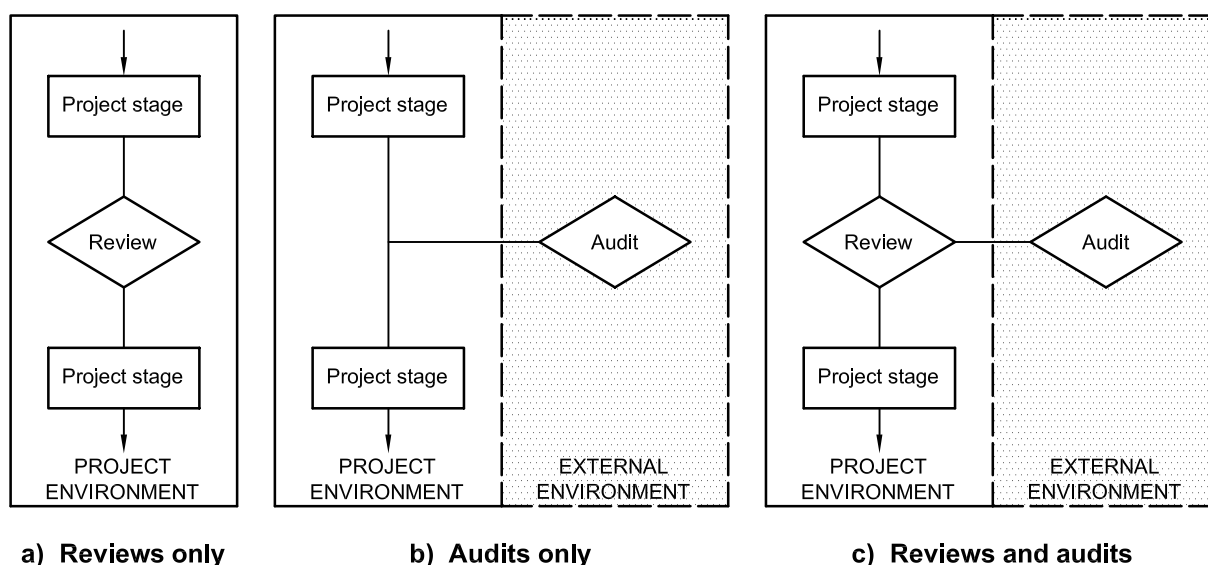 Project stage
Review
Project stage
PROJECT
ENVIRONMENT
a) Reviews only
Project stage
Audit
Project stage
PROJECT
ENVIRONMENT
EXTERNAL
ENVIRONMENT
b) Audits only
Project stage
Review
Audit
Project stage
PROJECT
ENVIRONMENT
EXTERNAL
ENVIRONMENT
c) Reviews and audits